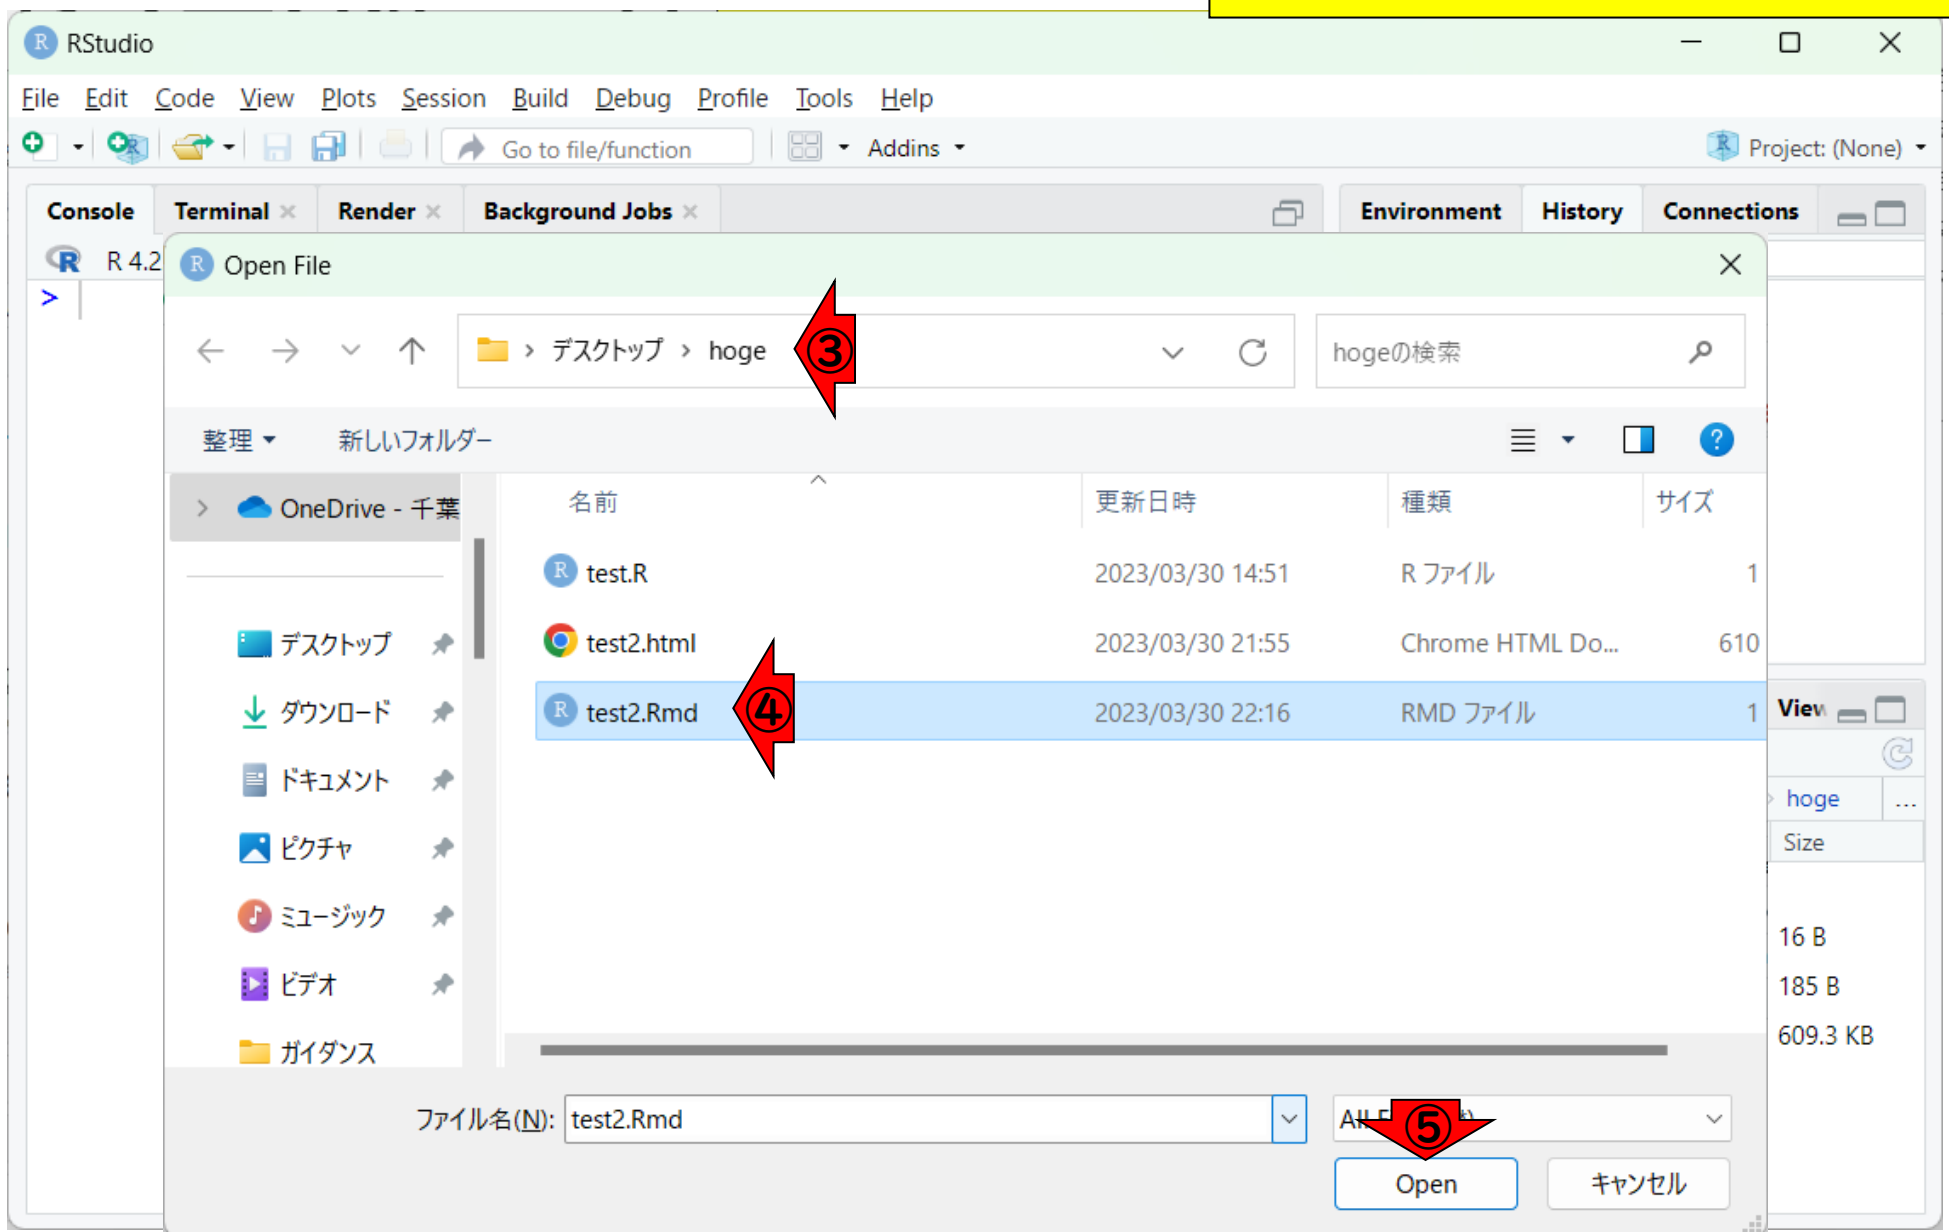 RStudio
File Edit Code View Plots Session Build Debug Profile Tools Help
Go to file/function Addins Project: (None)
Console Terminal Render Background Jobs Environment History Connections
R 4.2
>
Open File
デスクトップ > hoge ③ hogeの検索
整理 新しいフォルダー
OneDrive - 千葉 名前 更新日時 種類 サイズ
test.R 2023/03/30 14:51 R ファイル 1
デスクトップ test2.html 2023/03/30 21:55 Chrome HTML Do... 610
ダウンロード test2.Rmd ④ 2023/03/30 22:16 RMD ファイル 1 View
ドキュメント
hoge ...
ピクチャ Size
ミュージック
16 B
ビデオ 185 B
609.3 KB
ガイダンス
ファイル名(N): test2.Rmd All ⑤
Open キャンセル